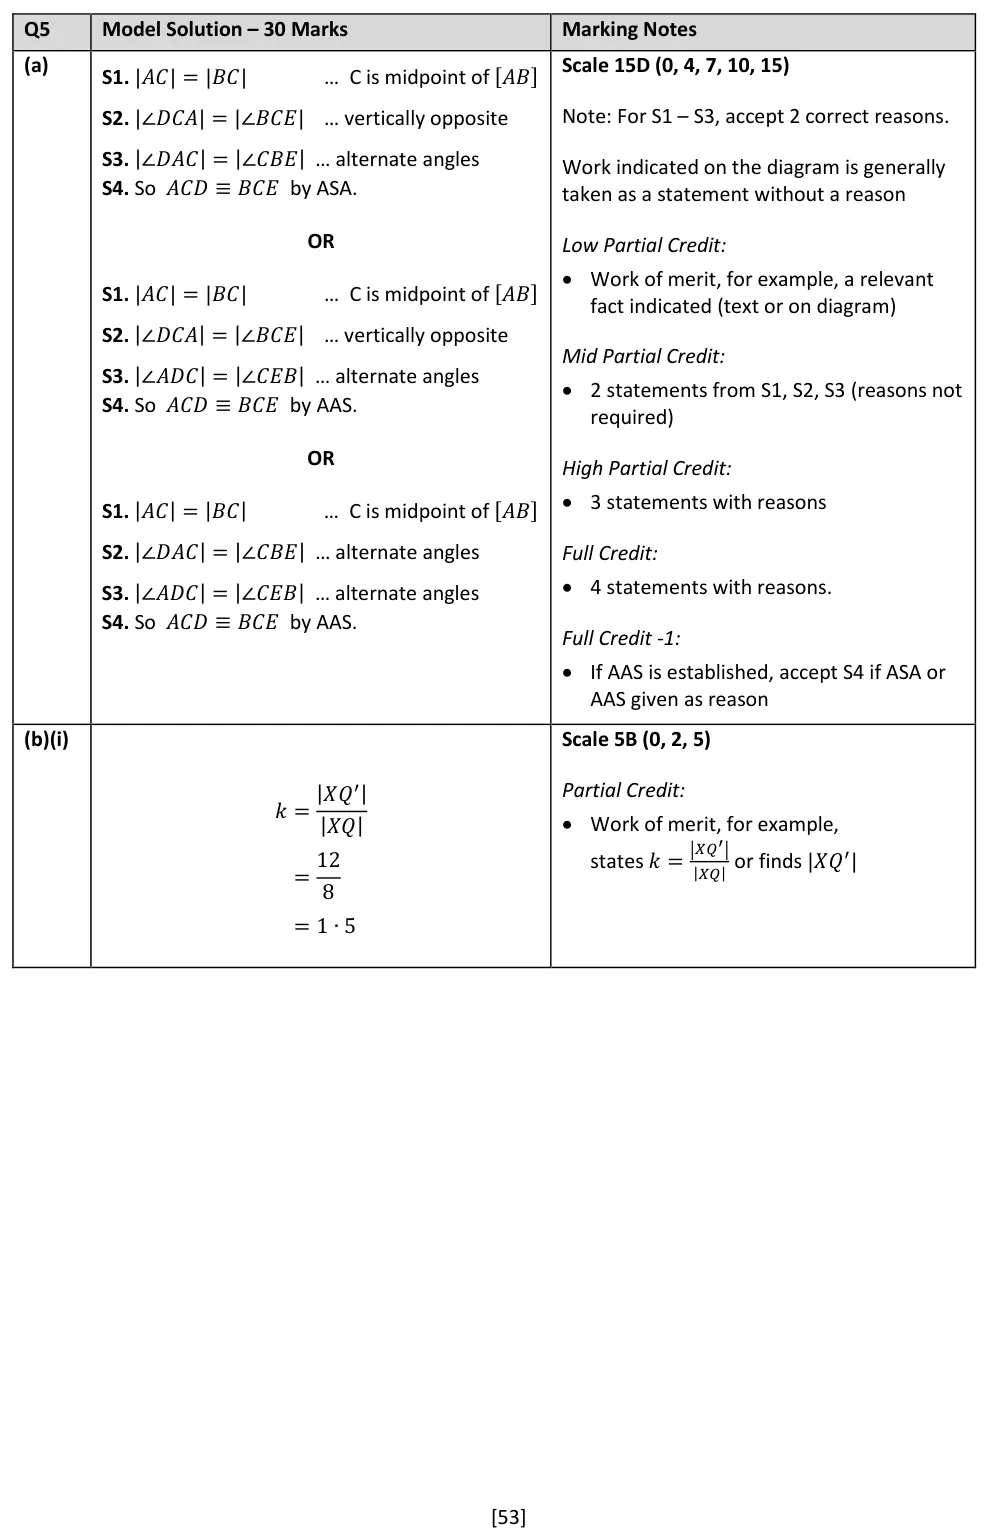 Q5 Model Solution – 30 Marks Marking Notes
(a)
S1. |AC| = |BC| … C is midpoint of [AB]
S2. |∠DCA| = |∠BCE| … vertically opposite
S3. |∠DAC| = |∠CBE| … alternate angles
S4. So ACD ≡ BCE by ASA.
OR
S1. |AC| = |BC| … C is midpoint of [AB]
S2. |∠DCA| = |∠BCE| … vertically opposite
S3. |∠ADC| = |∠CEB| … alternate angles
S4. So ACD ≡ BCE by AAS.
OR
S1. |AC| = |BC| … C is midpoint of [AB]
S2. |∠DAC| = |∠CBE| … alternate angles
S3. |∠ADC| = |∠CEB| … alternate angles
S4. So ACD ≡ BCE by AAS.
Scale 15D (0, 4, 7, 10, 15)
Note: For S1 – S3, accept 2 correct reasons.
Work indicated on the diagram is generally
taken as a statement without a reason
Low Partial Credit:
• Work of merit, for example, a relevant
fact indicated (text or on diagram)
Mid Partial Credit:
• 2 statements from S1, S2, S3 (reasons not
required)
High Partial Credit:
• 3 statements with reasons
Full Credit:
• 4 statements with reasons.
Full Credit -1:
• If AAS is established, accept S4 if ASA or
AAS given as reason
(b)(i)
k = |XQ′| / |XQ|
= 12 / 8
= 1 · 5
Scale 5B (0, 2, 5)
Partial Credit:
• Work of merit, for example,
states k = |XQ′| / |XQ| or finds |XQ′|
[53]